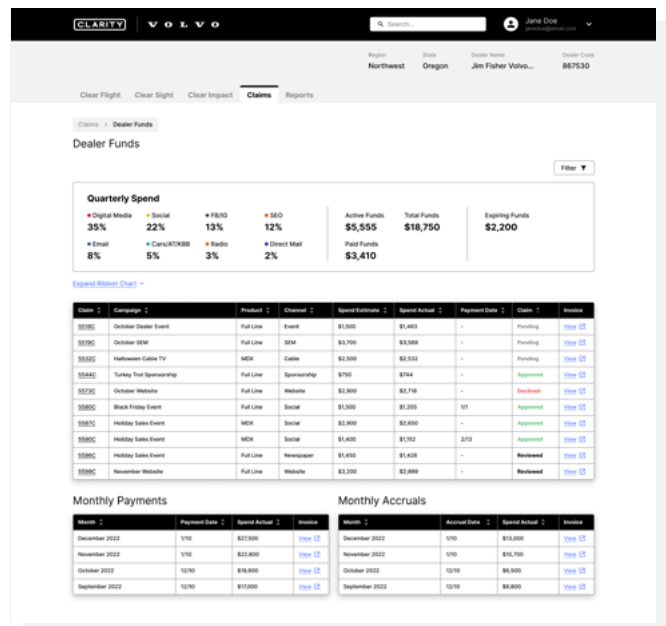 CLARITY VOLVO Search... Jane Doe
janedoe@email.com
Region State Dealer Name Dealer Code
Northwest Oregon Jim Fisher Volvo... 867530
Clear Flight Clear Sight Clear Impact Claims Reports
Claims > Dealer Funds
Dealer Funds
Filter
Quarterly Spend
Digital Media Social FB/IG SEO Active Funds Total Funds Expiring Funds
35% 22% 13% 12% $5,555 $18,750 $2,200
Email Cars/AT/KBB Radio Direct Mail Paid Funds
8% 5% 3% 2% $3,410
Expand Ribbon Chart
Claim Campaign Product Channel Spend Estimate Spend Actual Payment Date Claim Invoice
5518C October Dealer Event Full Line Event $1,500 $1,483 - Pending View
5519C October SEM Full Line SEM $3,700 $3,589 - Pending View
5532C Halloween Cable TV MDX Cable $2,500 $2,532 - Pending View
5544C Turkey Trot Sponsorship Full Line Sponsorship $750 $744 - Approved View
5573C October Website Full Line Website $2,900 $2,718 - Declined View
5580C Black Friday Event Full Line Social $1,500 $1,355 1/1 Approved View
5587C Holiday Sales Event MDX Social $2,900 $2,650 - Approved View
5590C Holiday Sales Event MDX Social $1,400 $1,152 2/13 Approved View
5596C Holiday Sales Event Full Line Newspaper $1,450 $1,428 - Reviewed View
5599C November Website Full Line Website $3,200 $2,999 - Reviewed View
Monthly Payments Monthly Accruals
Month Payment Date Spend Actual Invoice Month Accrual Date Spend Actual Invoice
December 2022 1/10 $27,500 View December 2022 1/10 $13,000 View
November 2022 1/10 $22,800 View November 2022 1/10 $10,700 View
October 2022 12/10 $18,600 View October 2022 12/10 $6,500 View
September 2022 12/10 $17,000 View September 2022 12/10 $8,800 View